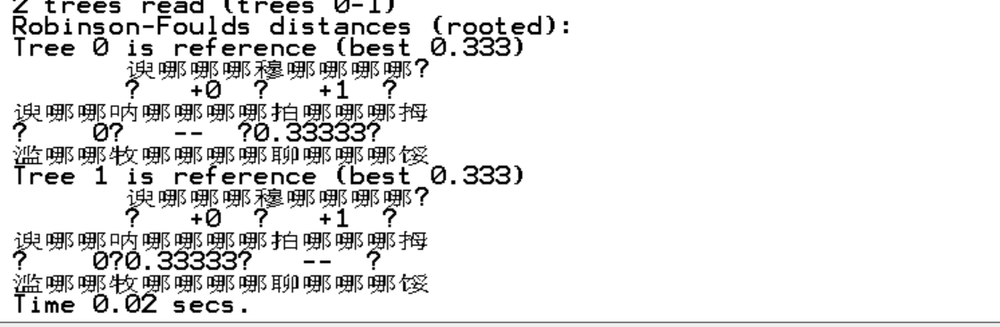 2 trees read (trees 0-1)
Robinson-Foulds distances (rooted):
Tree 0 is reference (best 0.333)
谀哪哪哪穆哪哪哪哪?
? +0 ? +1 ?
谀哪哪呐哪哪哪哪拍哪哪哪拇
? 0? -- ?0.33333?
滥哪哪牧哪哪哪哪聊哪哪哪馁
Tree 1 is reference (best 0.333)
谀哪哪哪穆哪哪哪哪?
? +0 ? +1 ?
谀哪哪呐哪哪哪哪拍哪哪哪拇
? 0?0.33333? -- ?
滥哪哪牧哪哪哪哪聊哪哪哪馁
Time 0.02 secs.